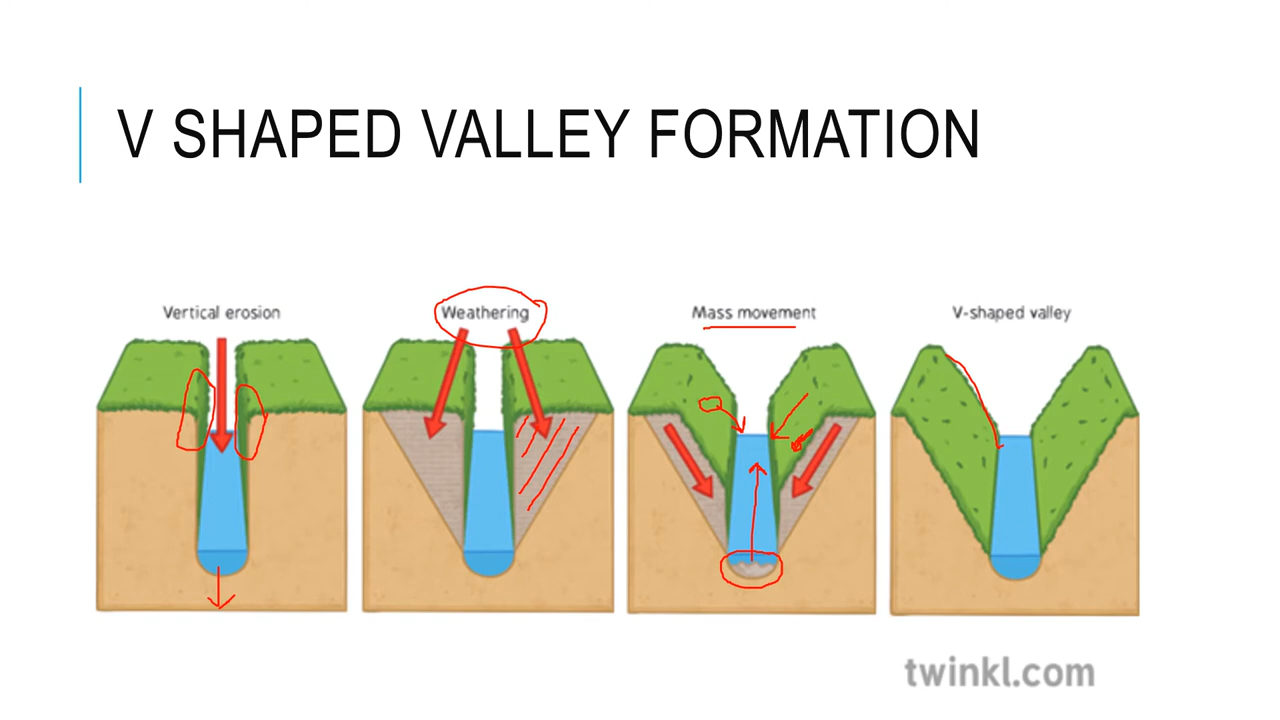 V SHAPED VALLEY FORMATION
Vertical erosion
Weathering
Mass movement
V-shaped valley
twinkl.com